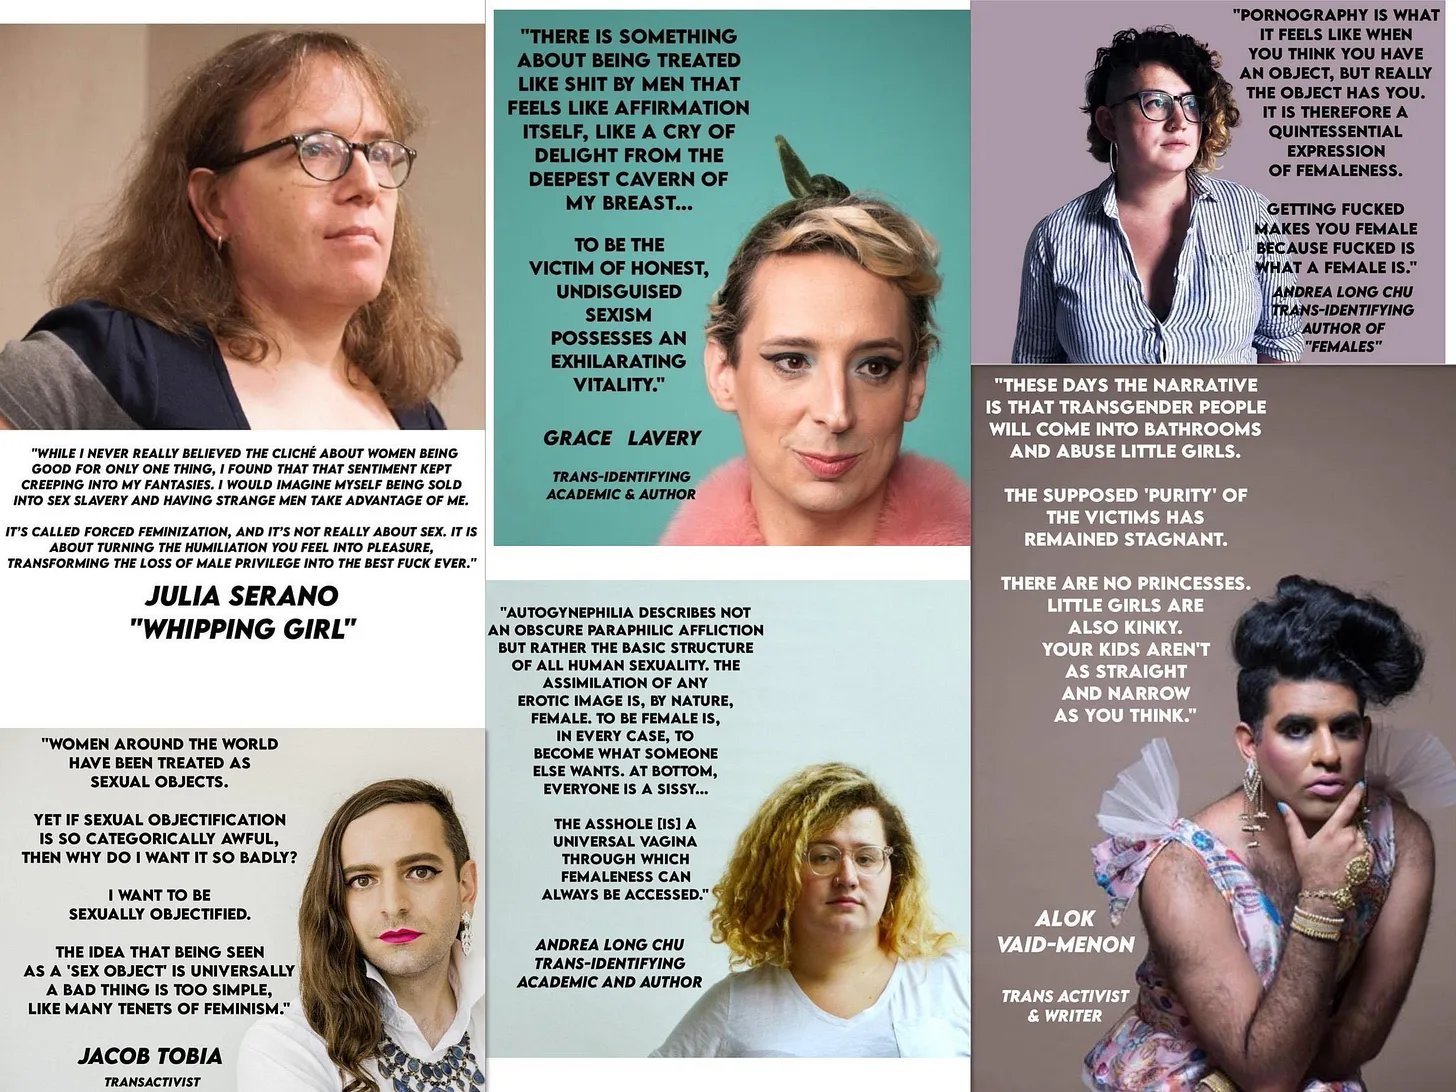 "WHILE I NEVER REALLY BELIEVED THE CLICHÉ ABOUT WOMEN BEING
GOOD FOR ONLY ONE THING, I FOUND THAT THAT SENTIMENT KEPT
CREEPING INTO MY FANTASIES. I WOULD IMAGINE MYSELF BEING SOLD
INTO SEX SLAVERY AND HAVING STRANGE MEN TAKE ADVANTAGE OF ME.
IT'S CALLED FORCED FEMINIZATION, AND IT'S NOT REALLY ABOUT SEX. IT IS
ABOUT TURNING THE HUMILIATION YOU FEEL INTO PLEASURE,
TRANSFORMING THE LOSS OF MALE PRIVILEGE INTO THE BEST FUCK EVER."
JULIA SERANO
"WHIPPING GIRL"
"WOMEN AROUND THE WORLD
HAVE BEEN TREATED AS
SEXUAL OBJECTS.
YET IF SEXUAL OBJECTIFICATION
IS SO CATEGORICALLY AWFUL,
THEN WHY DO I WANT IT SO BADLY?
I WANT TO BE
SEXUALLY OBJECTIFIED.
THE IDEA THAT BEING SEEN
AS A 'SEX OBJECT' IS UNIVERSALLY
A BAD THING IS TOO SIMPLE,
LIKE MANY TENETS OF FEMINISM."
JACOB TOBIA
TRANSACTIVIST
"THERE IS SOMETHING
ABOUT BEING TREATED
LIKE SHIT BY MEN THAT
FEELS LIKE AFFIRMATION
ITSELF, LIKE A CRY OF
DELIGHT FROM THE
DEEPEST CAVERN OF
MY BREAST...
TO BE THE
VICTIM OF HONEST,
UNDISGUISED
SEXISM
POSSESSES AN
EXHILARATING
VITALITY."
GRACE LAVERY
TRANS-IDENTIFYING
ACADEMIC & AUTHOR
"AUTOGYNEPHILIA DESCRIBES NOT
AN OBSCURE PARAPHILIC AFFLICTION
BUT RATHER THE BASIC STRUCTURE
OF ALL HUMAN SEXUALITY. THE
ASSIMILATION OF ANY
EROTIC IMAGE IS, BY NATURE,
FEMALE. TO BE FEMALE IS,
IN EVERY CASE, TO
BECOME WHAT SOMEONE
ELSE WANTS. AT BOTTOM,
EVERYONE IS A SISSY...
THE ASSHOLE [IS] A
UNIVERSAL VAGINA
THROUGH WHICH
FEMALENESS CAN
ALWAYS BE ACCESSED."
ANDREA LONG CHU
TRANS-IDENTIFYING
ACADEMIC AND AUTHOR
"PORNOGRAPHY IS WHAT
IT FEELS LIKE WHEN
YOU THINK YOU HAVE
AN OBJECT, BUT REALLY
THE OBJECT HAS YOU.
IT IS THEREFORE A
QUINTESSENTIAL
EXPRESSION
OF FEMALENESS.
GETTING FUCKED
MAKES YOU FEMALE
BECAUSE FUCKED IS
WHAT A FEMALE IS."
ANDREA LONG CHU
TRANS-IDENTIFYING
AUTHOR OF
"FEMALES"
"THESE DAYS THE NARRATIVE
IS THAT TRANSGENDER PEOPLE
WILL COME INTO BATHROOMS
AND ABUSE LITTLE GIRLS.
THE SUPPOSED 'PURITY' OF
THE VICTIMS HAS
REMAINED STAGNANT.
THERE ARE NO PRINCESSES.
LITTLE GIRLS ARE
ALSO KINKY.
YOUR KIDS AREN'T
AS STRAIGHT
AND NARROW
AS YOU THINK."
ALOK
VAID-MENON
TRANS ACTIVIST
& WRITER